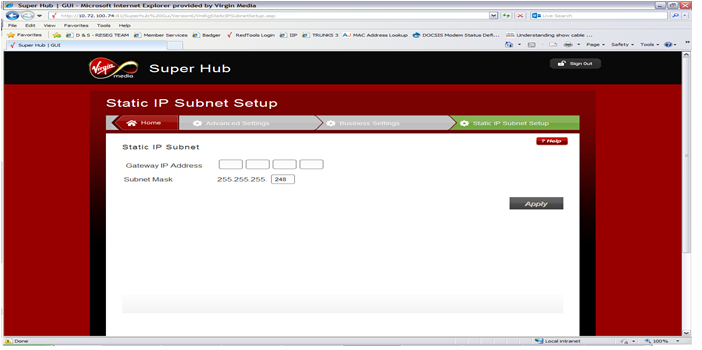 Super Hub | GUI - Microsoft Internet Explorer provided by Virgin Media
http://10.72.100.74
Live Search
File Edit View Favorites Tools Help
Favorites D & S - RESEG TEAM Member Services Badger RedTools Login IIP TRUNKS 3 MAC Address Lookup DOCSIS Modem Status Defi... Understanding show cable ...
Super Hub | GUI
Page Safety Tools
Virgin media
Super Hub
Sign Out
Static IP Subnet Setup
Home Advanced Settings Business Settings Static IP Subnet Setup
Static IP Subnet
? Help
Gateway IP Address
Subnet Mask 255.255.255. 248
Apply
Done Local intranet 100%